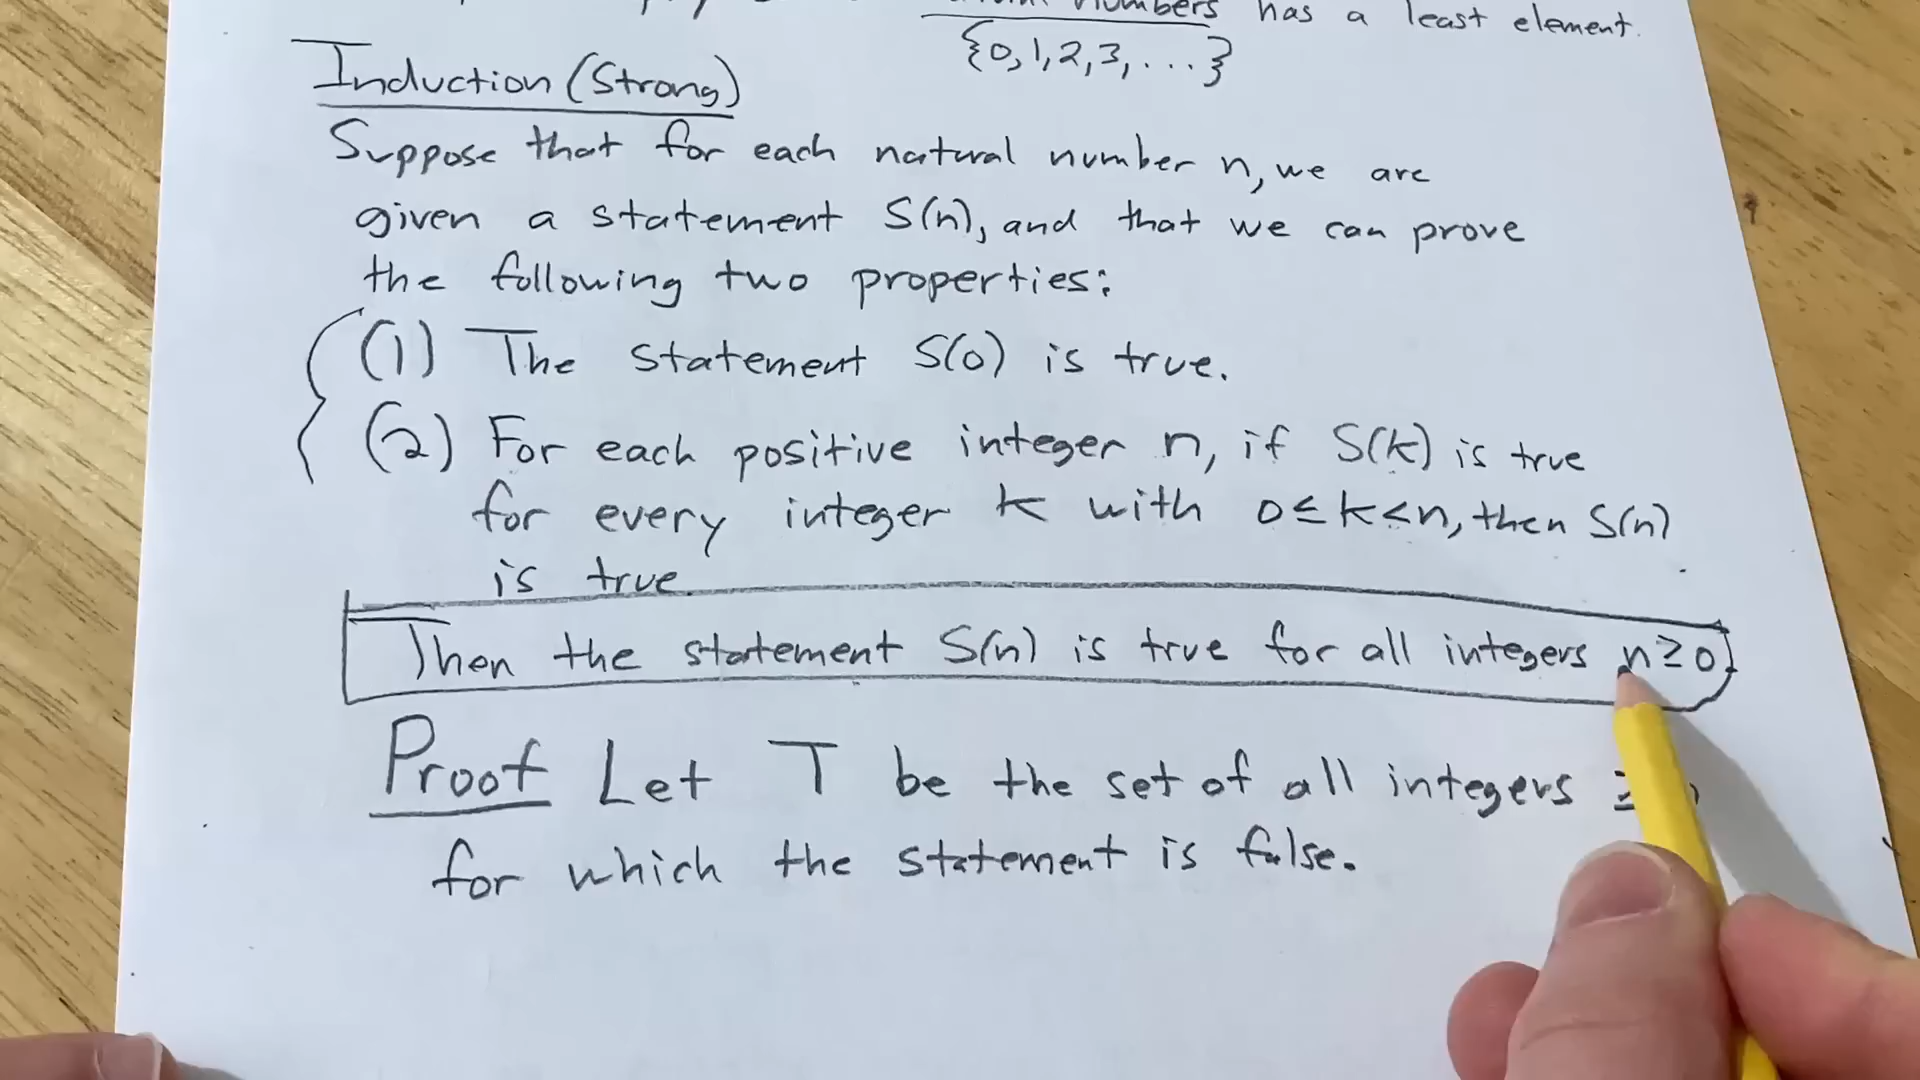 numbers has a least element.
{0,1,2,3,...}
Induction (Strong)
Suppose that for each natural number n, we are
given a statement S(n), and that we can prove
the following two properties:
(1) The statement S(0) is true.
(2) For each positive integer n, if S(k) is true
for every integer k with 0≤k<n, then S(n)
is true.
Then the statement S(n) is true for all integers n≥0.
Proof Let T be the set of all integers
for which the statement is false.